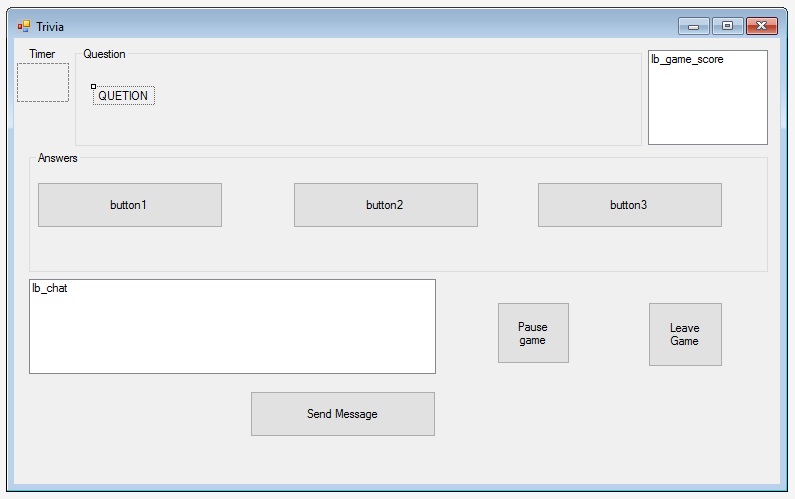 Trivia
Timer
Question
QUETION
lb_game_score
Answers
button1
button2
button3
lb_chat
Pause
game
Leave
Game
Send Message